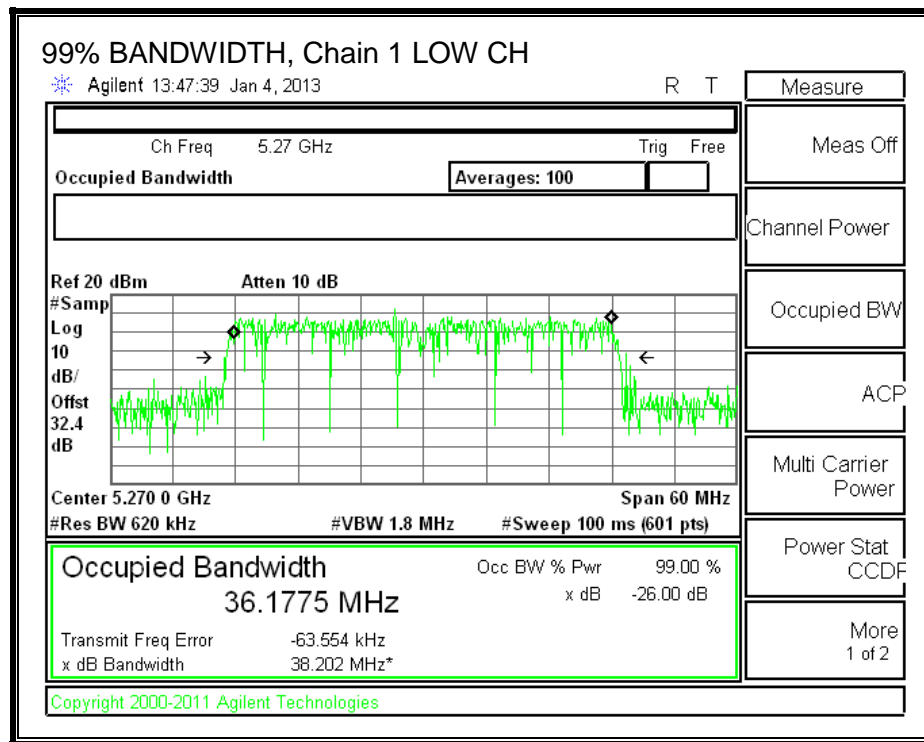 99% BANDWIDTH, Chain 1 LOW CH
Agilent 13:47:39 Jan 4, 2013 R T
Measure
Ch Freq 5.27 GHz Trig Free
Meas Off
Occupied Bandwidth Averages: 100
Channel Power
Ref 20 dBm Atten 10 dB
#Samp
Log
10
dB/
Offst
32.4
dB
Occupied BW
ACP
Multi Carrier
Power
Center 5.270 0 GHz Span 60 MHz
#Res BW 620 kHz #VBW 1.8 MHz #Sweep 100 ms (601 pts)
Power Stat
CCDF
Occupied Bandwidth Occ BW % Pwr 99.00 %
36.1775 MHz x dB -26.00 dB
Transmit Freq Error -63.554 kHz
x dB Bandwidth 38.202 MHz*
More
1 of 2
Copyright 2000-2011 Agilent Technologies